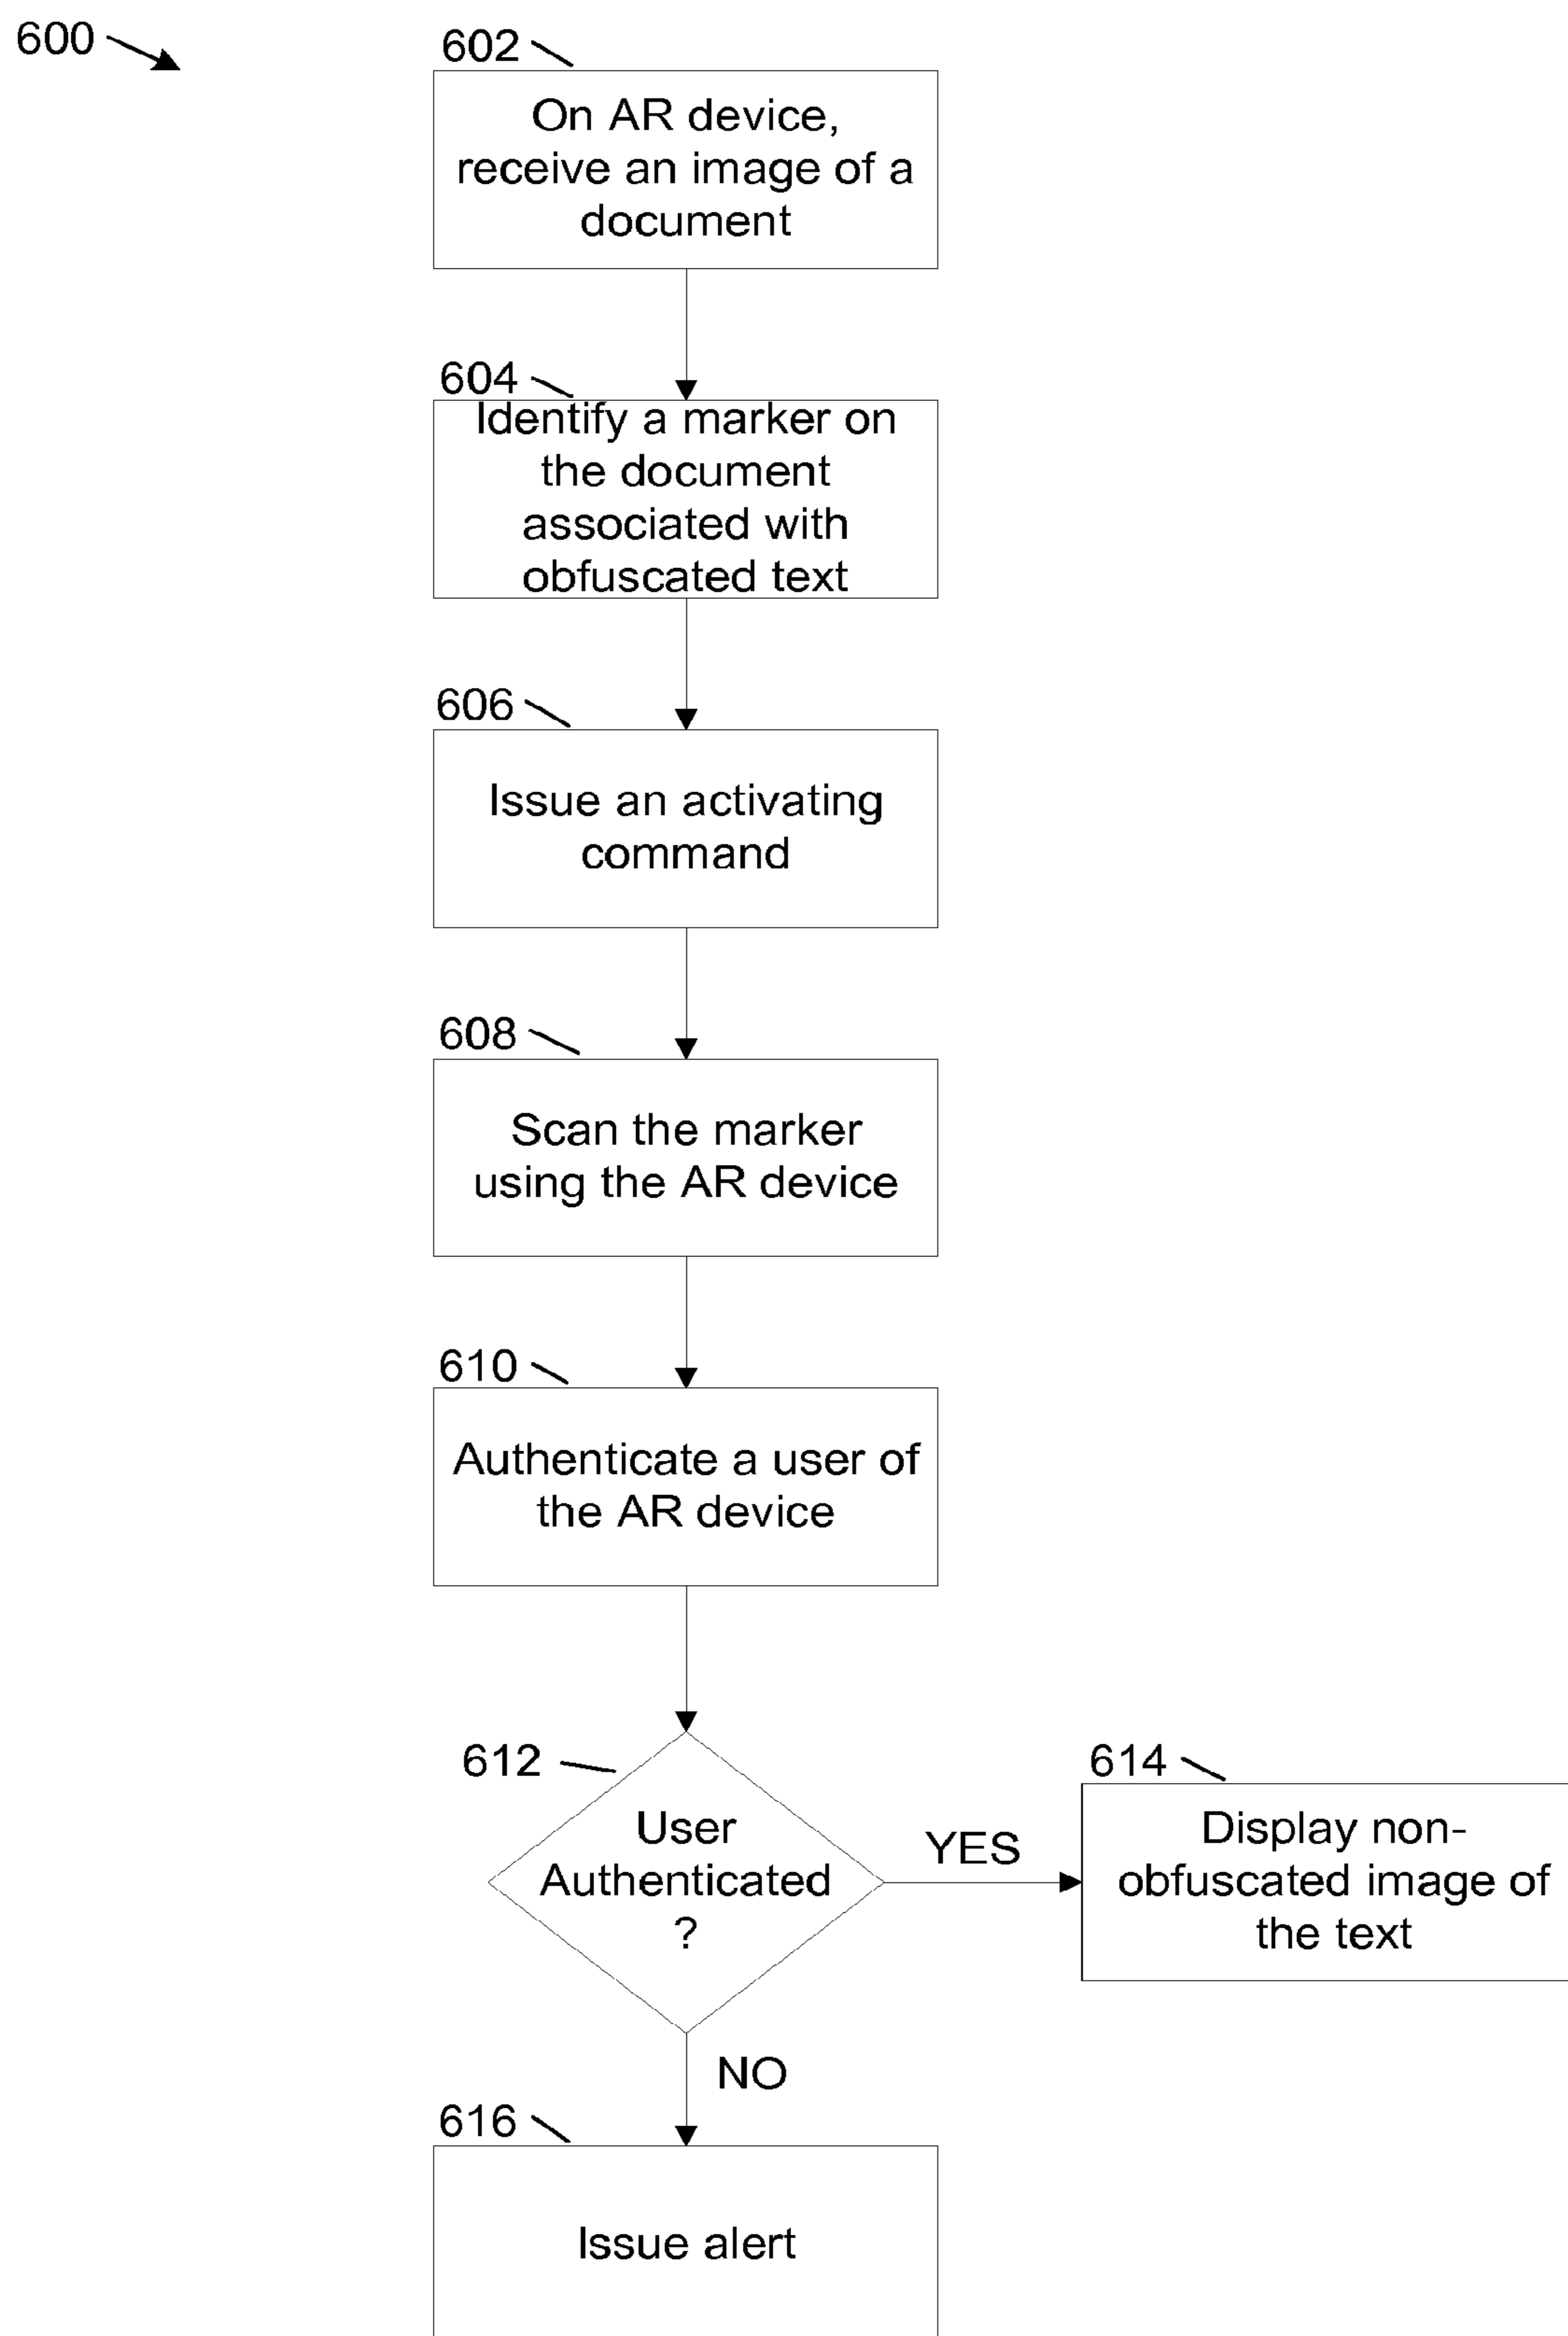 600
602
On AR device,
receive an image of a
document
604
Identify a marker on
the document
associated with
obfuscated text
606
Issue an activating
command
608
Scan the marker
using the AR device
610
Authenticate a user of
the AR device
612
User
Authenticated
?
YES
614
Display non-
obfuscated image of
the text
NO
616
Issue alert